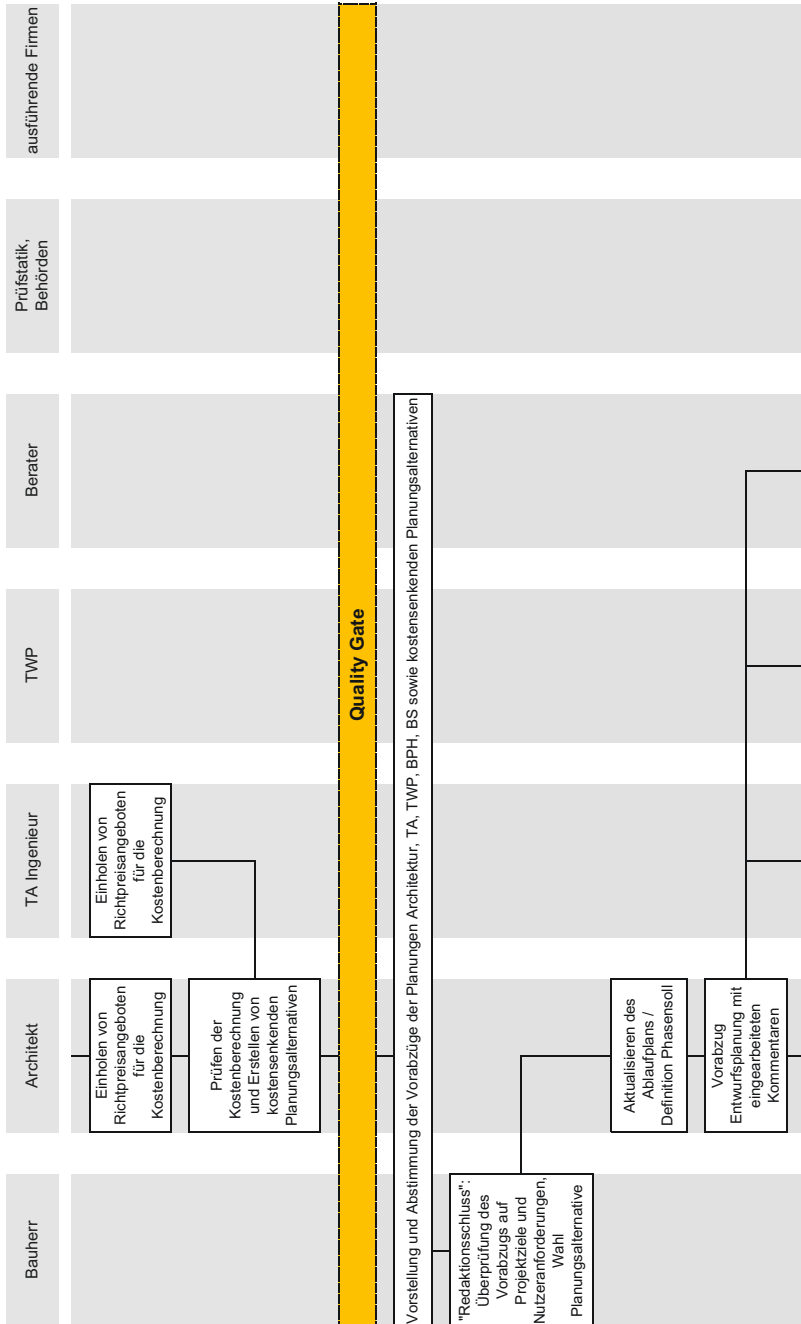 Bauherr
Architekt
TA Ingenieur
TWP
Berater
Prüfstatik,
Behörden
ausführende Firmen
Einholen von
Richtpreisangeboten
für die
Kostenberechnung
Einholen von
Richtpreisangeboten
für die
Kostenberechnung
Prüfen der
Kostenberechnung
und Erstellen von
kostensenkenden
Planungsalternativen
Quality Gate
Vorstellung und Abstimmung der Vorabzüge der Planungen Architektur, TA, TWP, BPH, BS sowie kostensenkenden Planungsalternativen
"Redaktionsschluss":
Überprüfung des
Vorabzugs auf
Projektziele und
Nutzeranforderungen,
Wahl
Planungsalternative
Aktualisieren des
Ablaufplans /
Definition Phasensoll
Vorabzug
Entwurfsplanung mit
eingearbeiteten
Kommentaren